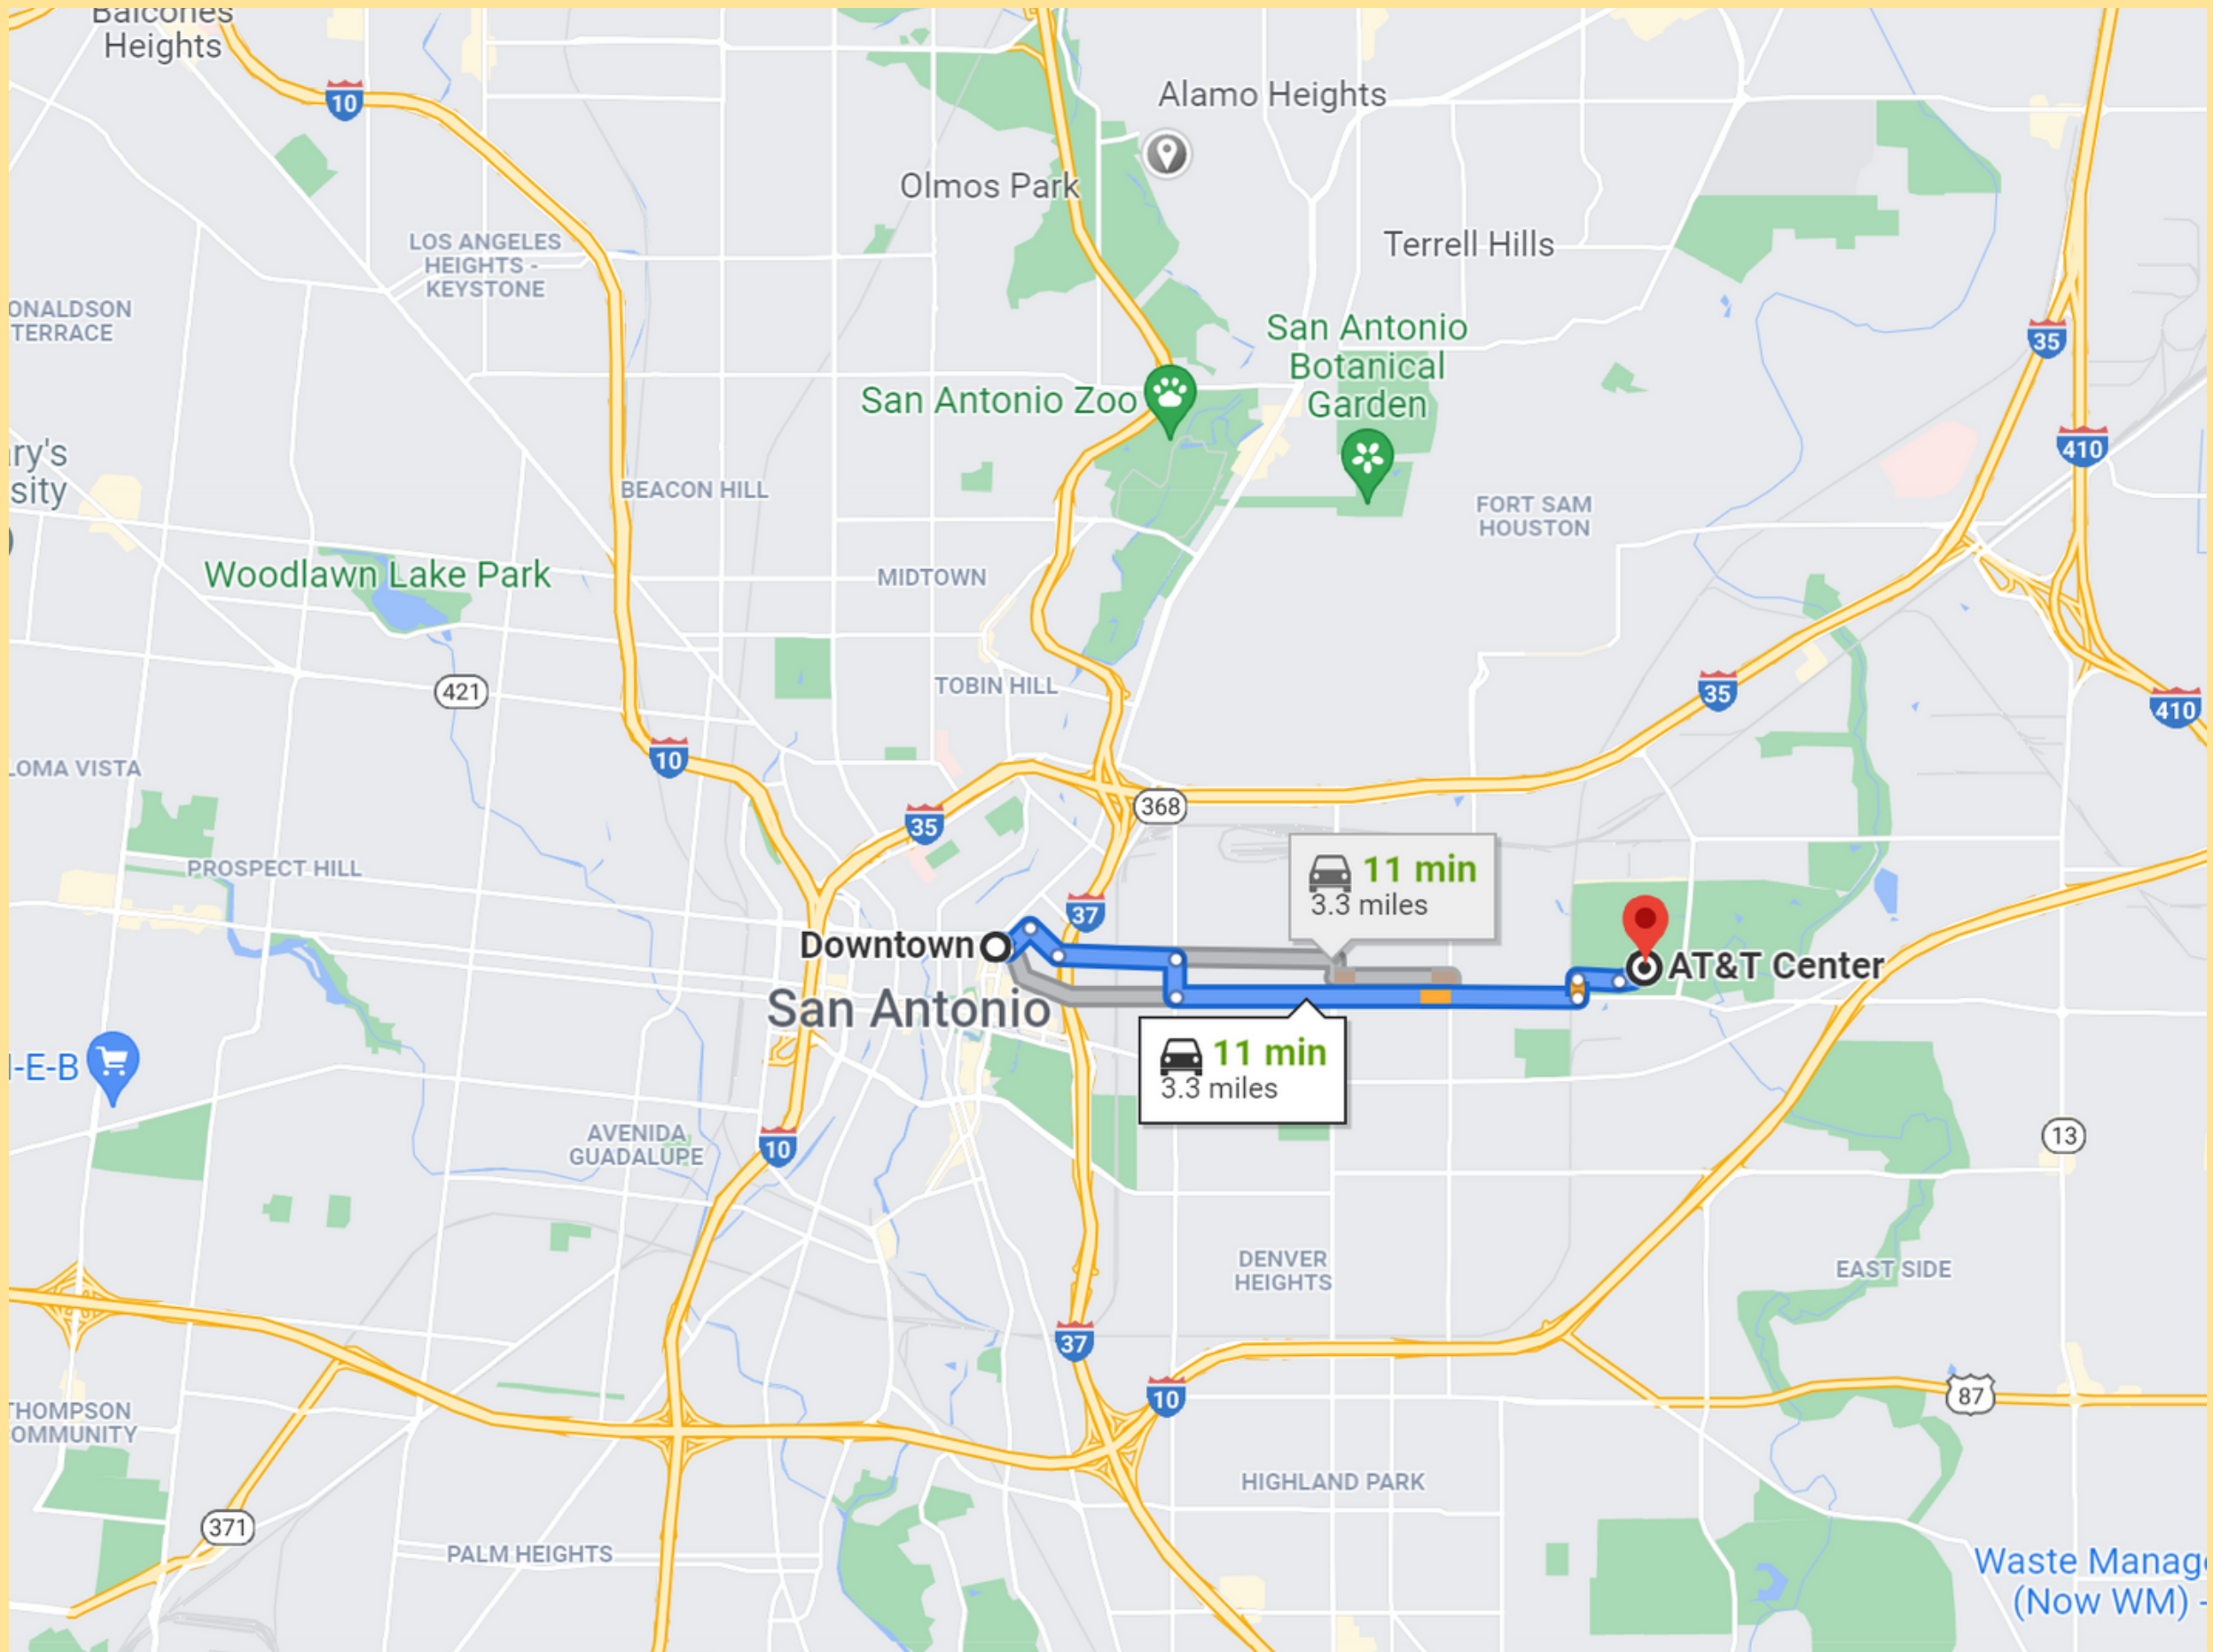 Balcones
Heights
10
Alamo Heights
Olmos Park
LOS ANGELES
HEIGHTS -
KEYSTONE
Terrell Hills
ONALDSON
TERRACE
San Antonio
Botanical
Garden
35
San Antonio Zoo
410
ry's
sity
BEACON HILL
FORT SAM
HOUSTON
Woodlawn Lake Park
MIDTOWN
421
TOBIN HILL
35
410
10
LOMA VISTA
368
35
PROSPECT HILL
11 min
3.3 miles
37
Downtown
AT&T Center
San Antonio
11 min
3.3 miles
-E-B
AVENIDA
GUADALUPE
10
13
DENVER
HEIGHTS
EAST SIDE
37
10
87
THOMPSON
OMMUNITY
HIGHLAND PARK
371
PALM HEIGHTS
Waste Manag
(Now WM) -